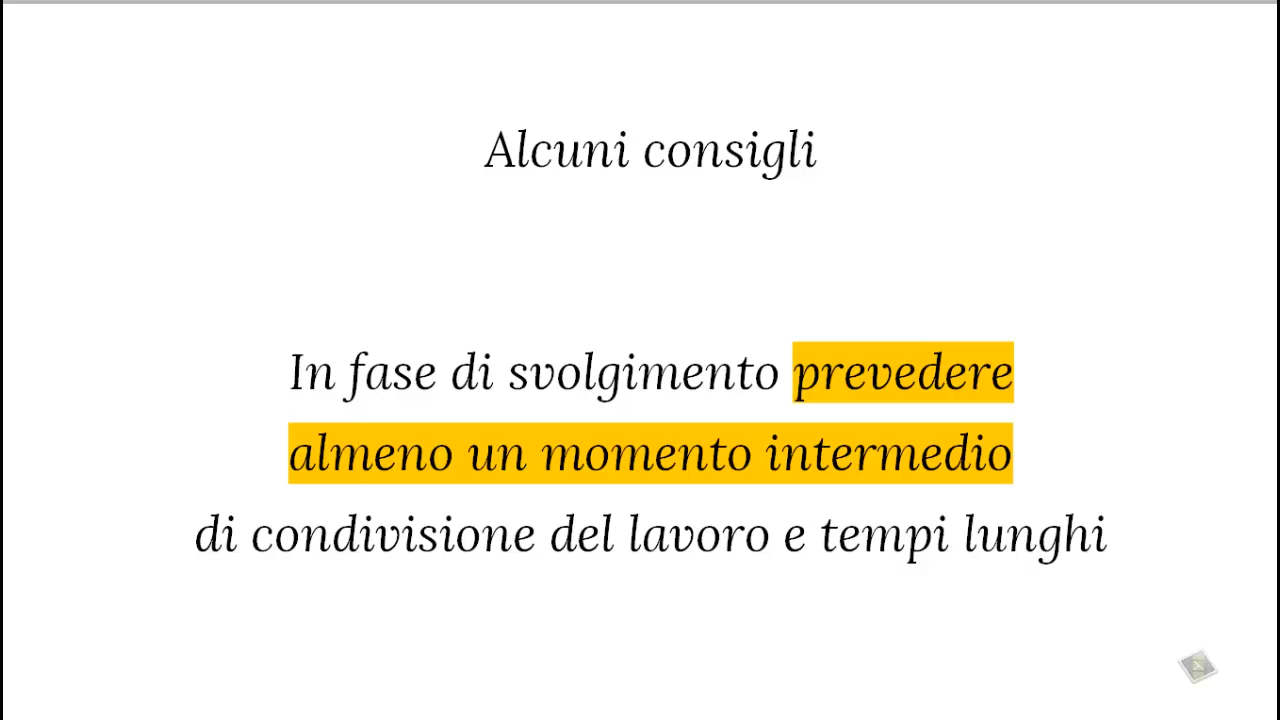 Alcuni consigli
In fase di svolgimento prevedere
almeno un momento intermedio
di condivisione del lavoro e tempi lunghi